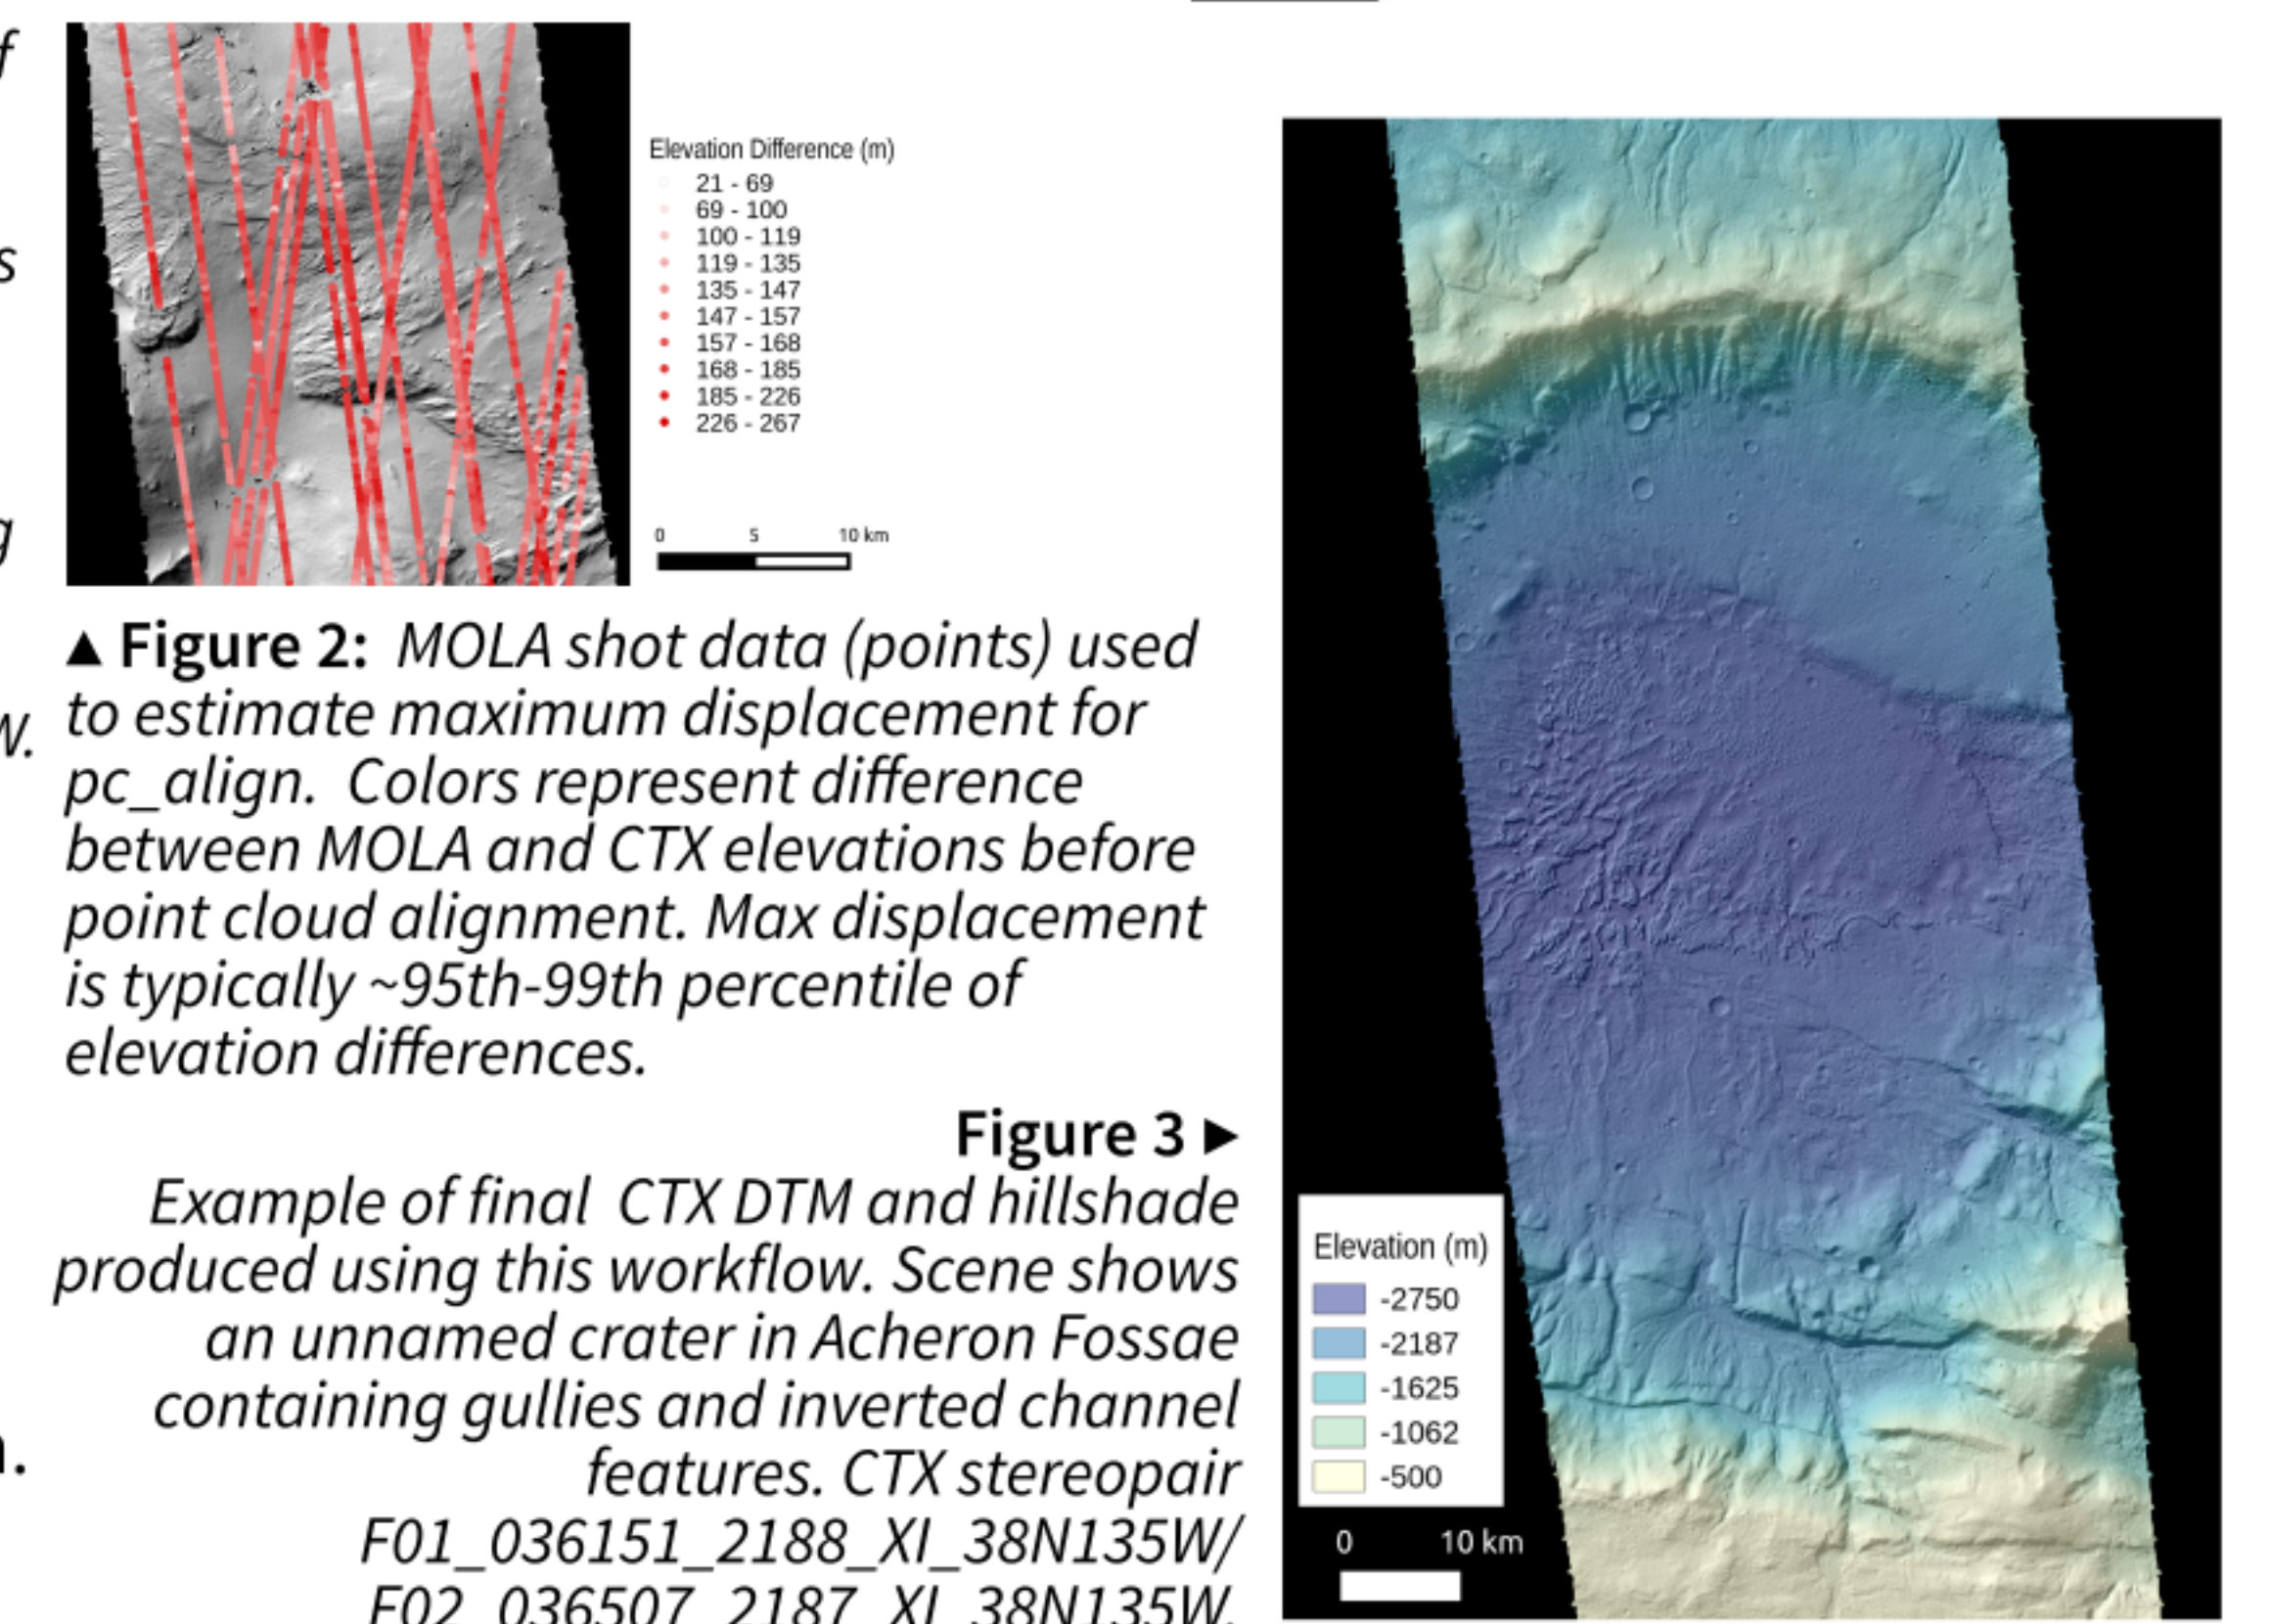 f
s
g
W.
n.
Elevation Difference (m)
21 - 69
69 - 100
100 - 119
119 - 135
135 - 147
147 - 157
157 - 168
168 - 185
185 - 226
226 - 267
0 5 10 km
▲ Figure 2: MOLA shot data (points) used
to estimate maximum displacement for
pc_align. Colors represent difference
between MOLA and CTX elevations before
point cloud alignment. Max displacement
is typically ~95th-99th percentile of
elevation differences.
Figure 3 ►
Example of final CTX DTM and hillshade
produced using this workflow. Scene shows
an unnamed crater in Acheron Fossae
containing gullies and inverted channel
features. CTX stereopair
F01_036151_2188_XI_38N135W/
F02_036507_2187_XI_38N135W.
Elevation (m)
-2750
-2187
-1625
-1062
-500
0 10 km